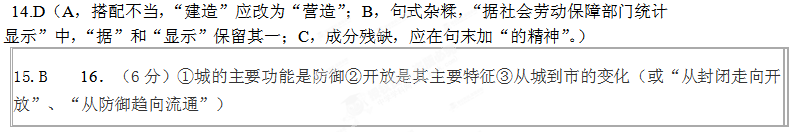 14.D（A，搭配不当，“建造”应改为“营造”；B，句式杂糅，“据社会劳动保障部门统计
显示”中，“据”和“显示”保留其一；C，成分残缺，应在句末加“的精神”。）
15. B 16．（6 分）①城的主要功能是防御②开放是其主要特征③从城到市的变化（或“从封闭走向开
放”、“从防御趋向流通”）